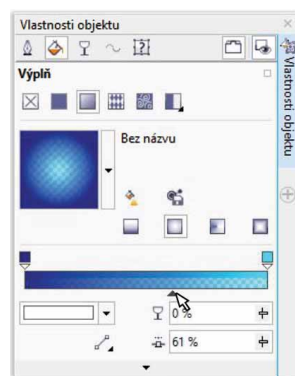 Vlastnosti objektu
Výplň
Bez názvu
0 %
61 %
Vlastnosti objektu